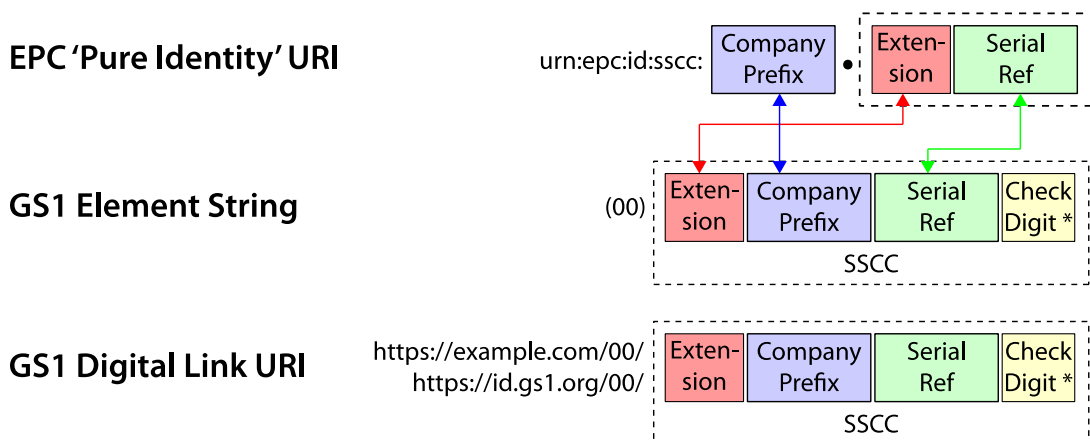 EPC ‘Pure Identity’ URI
urn:epc:id:sscc:
Company
Prefix
•
Exten-
sion
Serial
Ref
GS1 Element String
(00)
Exten-
sion
Company
Prefix
Serial
Ref
Check
Digit *
SSCC
GS1 Digital Link URI
https://example.com/00/
https://id.gs1.org/00/
Exten-
sion
Company
Prefix
Serial
Ref
Check
Digit *
SSCC